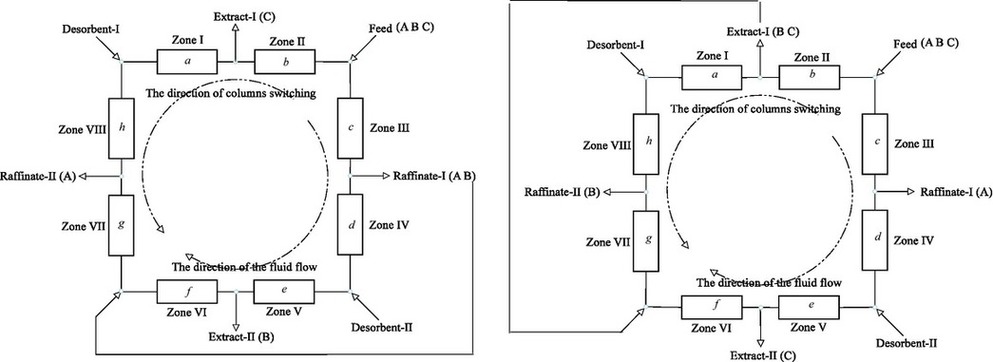 Extract-I (C)
Desorbent-I
Zone I
Zone II
Feed (A B C)
a
b
The direction of columns switching
Zone VIII
h
c
Zone III
Raffinate-II (A)
Raffinate-I (A B)
Zone VII
g
d
Zone IV
The direction of the fluid flow
f
e
Zone VI
Zone V
Desorbent-II
Extract-II (B)
Extract-I (B C)
Desorbent-I
Zone I
Zone II
Feed (A B C)
a
b
The direction of columns switching
Zone VIII
h
c
Zone III
Raffinate-II (B)
Raffinate-I (A)
Zone VII
g
d
Zone IV
The direction of the fluid flow
f
e
Zone VI
Zone V
Desorbent-II
Extract-II (C)